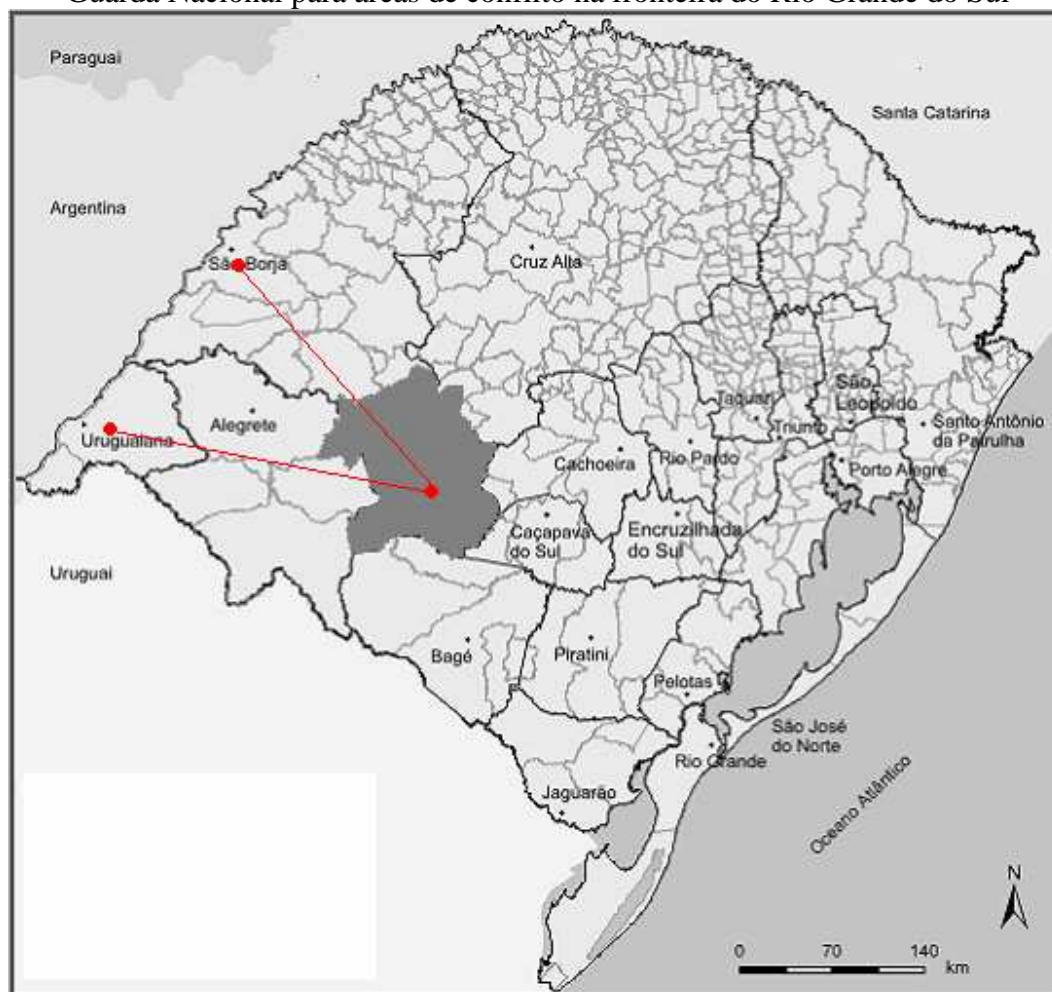 Guarda Nacional para áreas de conflito na fronteira do Rio Grande do Sul
Paraguai
Santa Catarina
Argentina
São Borja
Cruz Alta
Uruguaiana
Alegrete
Taquari
São
Leopoldo
Triunfo
Santo Antônio
da Patrulha
Cachoeira
Rio Pardo
Porto Alegre
Caçapava
do Sul
Encruzilhada
do Sul
Uruguai
Bagé
Piratini
Pelotas
São José
do Norte
Rio Grande
Jaguarão
Oceano Atlântico
N
0 70 140
km